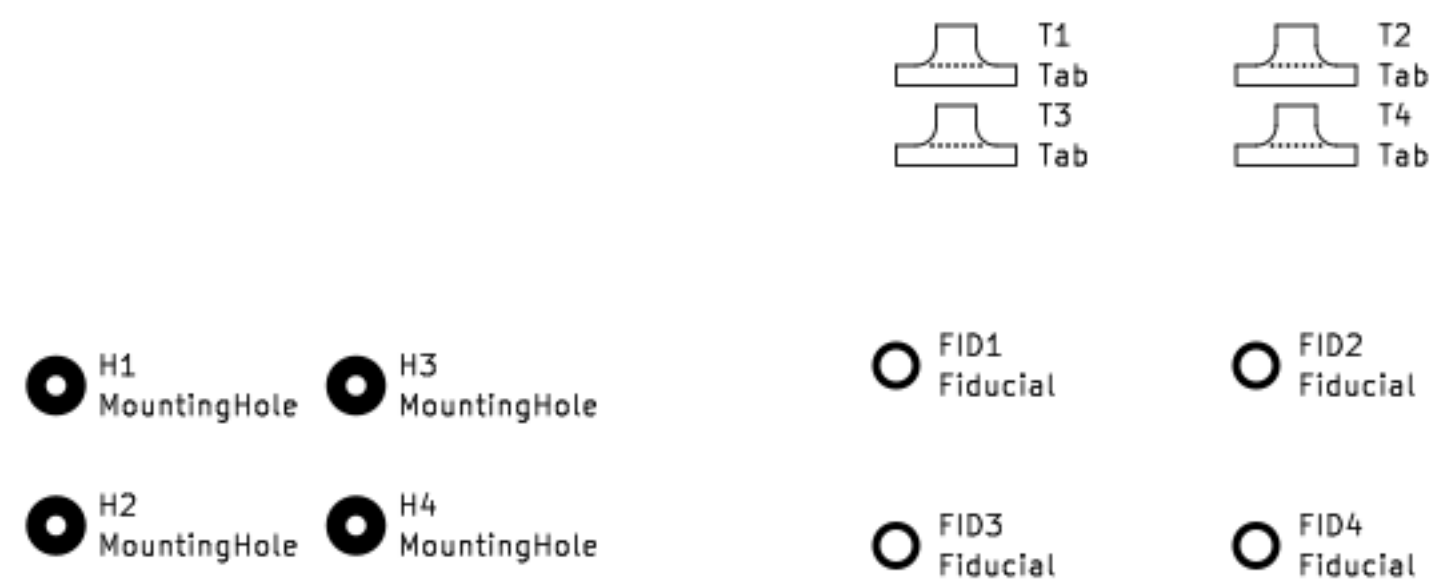 T1
Tab
T2
Tab
T3
Tab
T4
Tab
H1
MountingHole
H3
MountingHole
FID1
Fiducial
FID2
Fiducial
H2
MountingHole
H4
MountingHole
FID3
Fiducial
FID4
Fiducial